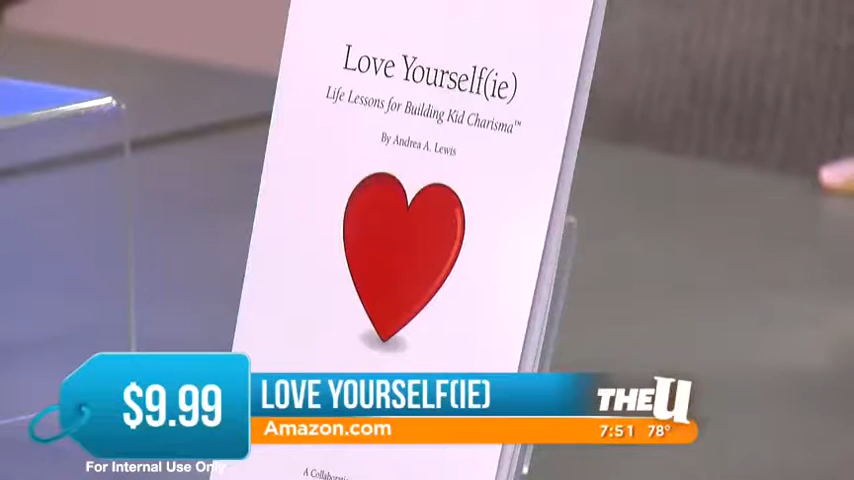 Love Yourself(ie)
Life Lessons for Building Kid Charisma™
By Andrea A. Lewis
$9.99
LOVE YOURSELF(IE)
Amazon.com
THE U
7:51 78°
For Internal Use Only
A Collaborati